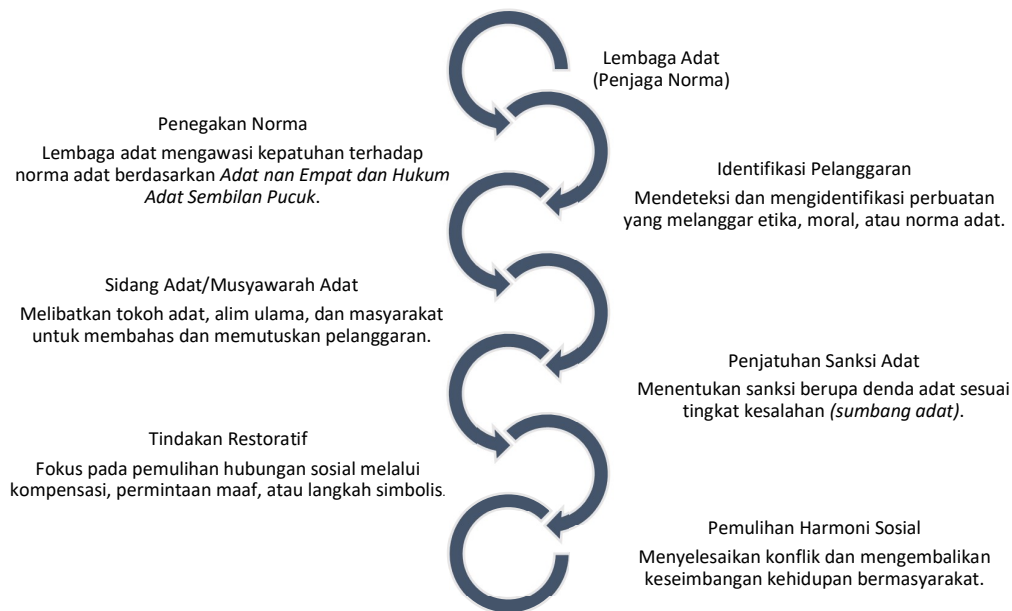 Lembaga Adat
(Penjaga Norma)
Penegakan Norma
Lembaga adat mengawasi kepatuhan terhadap
norma adat berdasarkan Adat nan Empat dan Hukum
Adat Sembilan Pucuk.
Identifikasi Pelanggaran
Mendeteksi dan mengidentifikasi perbuatan
yang melanggar etika, moral, atau norma adat.
Sidang Adat/Musyawarah Adat
Melibatkan tokoh adat, alim ulama, dan masyarakat
untuk membahas dan memutuskan pelanggaran.
Penjatuhan Sanksi Adat
Menentukan sanksi berupa denda adat sesuai
tingkat kesalahan (sumbang adat).
Tindakan Restoratif
Fokus pada pemulihan hubungan sosial melalui
kompensasi, permintaan maaf, atau langkah simbolis.
Pemulihan Harmoni Sosial
Menyelesaikan konflik dan mengembalikan
keseimbangan kehidupan bermasyarakat.